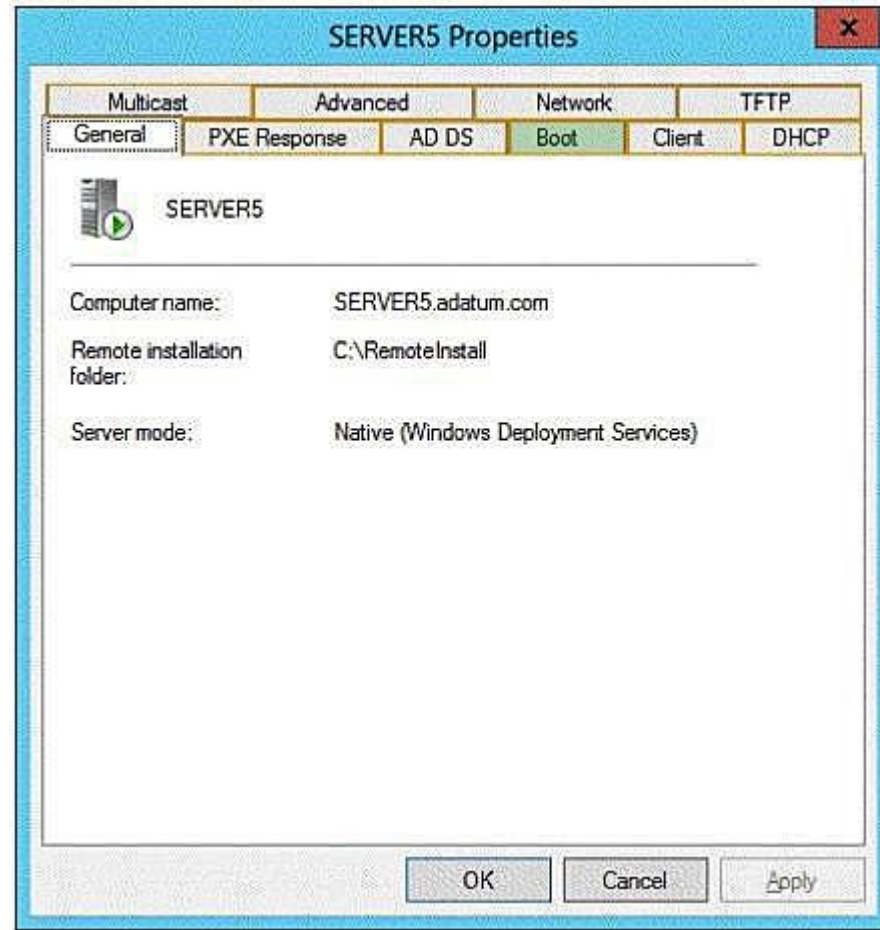 SERVER5 Properties
x
Multicast Advanced Network TFTP
General PXE Response AD DS Boot Client DHCP
SERVER5
Computer name: SERVER5.adatum.com
Remote installation C:\RemoteInstall
folder:
Server mode: Native (Windows Deployment Services)
OK Cancel Apply